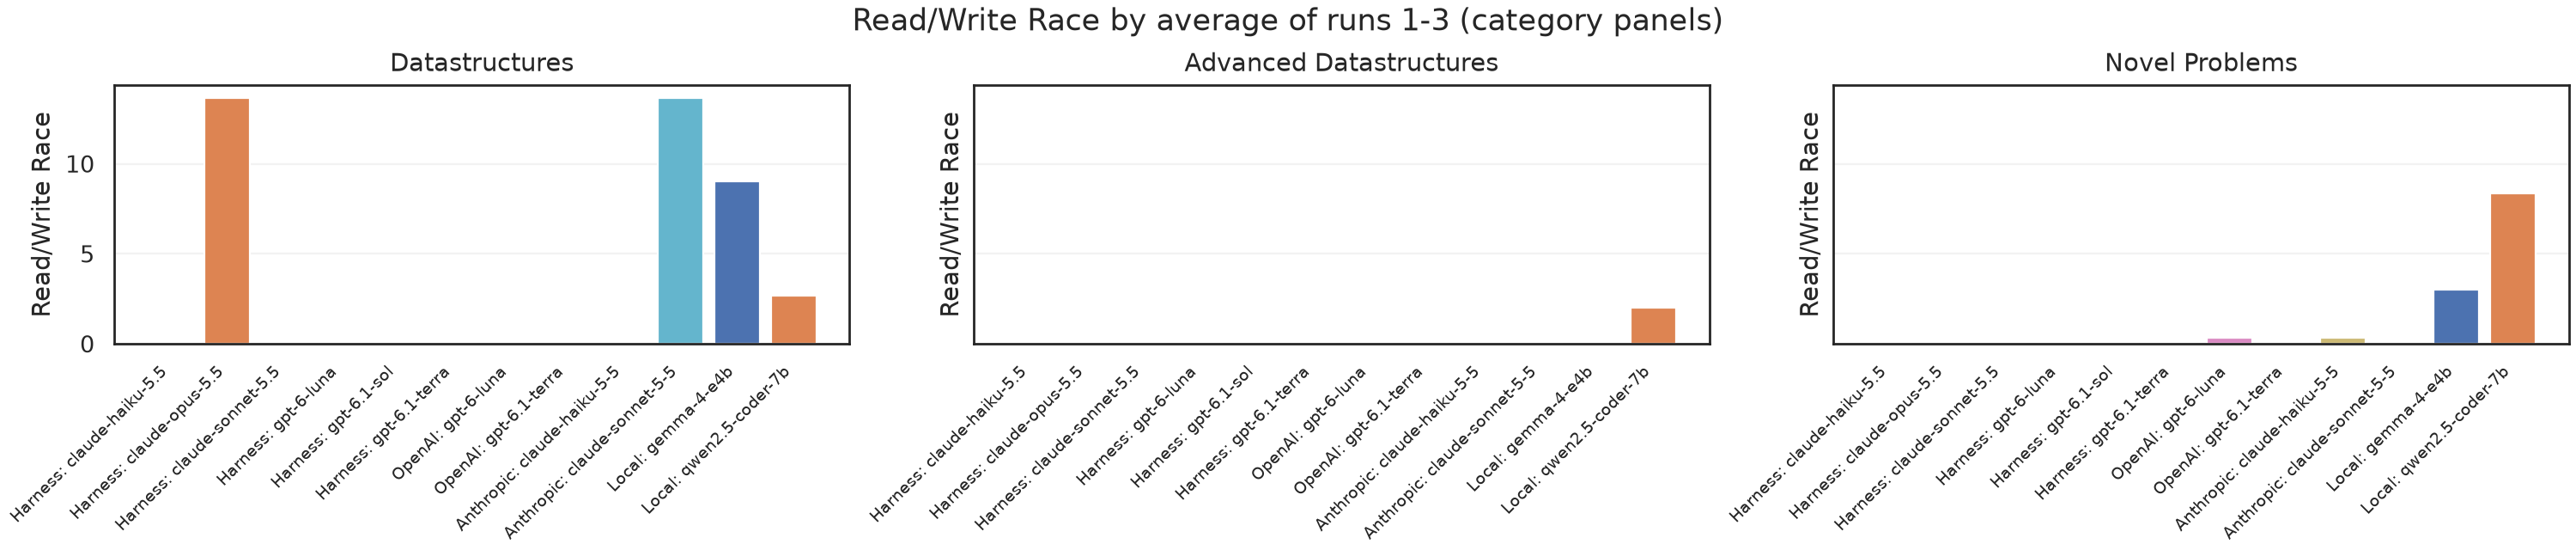 Read/Write Race by average of runs 1-3 (category panels)
Datastructures
Read/Write Race
10
5
0
Harness: claude-haiku-5.5
Harness: claude-opus-5.5
Harness: claude-sonnet-5.5
Harness: gpt-6-luna
Harness: gpt-6.1-sol
Harness: gpt-6.1-terra
OpenAI: gpt-6-luna
OpenAI: gpt-6.1-terra
Anthropic: claude-haiku-5-5
Anthropic: claude-sonnet-5-5
Local: gemma-4-e4b
Local: qwen2.5-coder-7b
Advanced Datastructures
Read/Write Race
Harness: claude-haiku-5.5
Harness: claude-opus-5.5
Harness: claude-sonnet-5.5
Harness: gpt-6-luna
Harness: gpt-6.1-sol
Harness: gpt-6.1-terra
OpenAI: gpt-6-luna
OpenAI: gpt-6.1-terra
Anthropic: claude-haiku-5-5
Anthropic: claude-sonnet-5-5
Local: gemma-4-e4b
Local: qwen2.5-coder-7b
Novel Problems
Read/Write Race
Harness: claude-haiku-5.5
Harness: claude-opus-5.5
Harness: claude-sonnet-5.5
Harness: gpt-6-luna
Harness: gpt-6.1-sol
Harness: gpt-6.1-terra
OpenAI: gpt-6-luna
OpenAI: gpt-6.1-terra
Anthropic: claude-haiku-5-5
Anthropic: claude-sonnet-5-5
Local: gemma-4-e4b
Local: qwen2.5-coder-7b